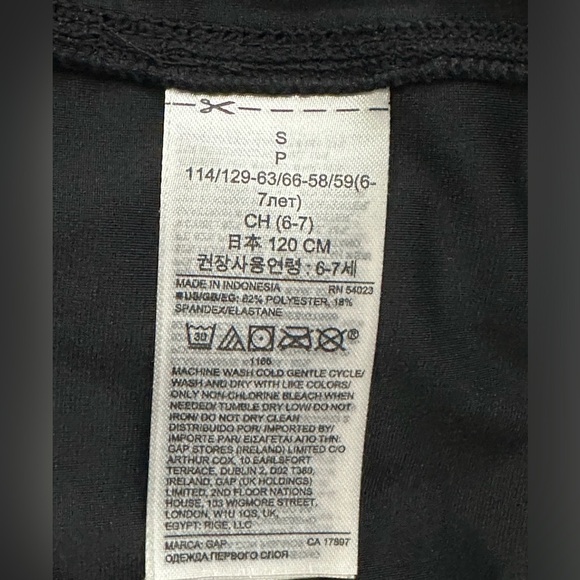 S
P
114/129-63/66-58/59(6-
7лет)
CH (6-7)
日本 120 CM
권장사용연령 : 6-7세
MADE IN INDONESIA RN 54023
■US/GB/EG: 82% POLYESTER, 18%
SPANDEX/ELASTANE
30
®
1166
MACHINE WASH COLD GENTLE CYCLE/
WASH AND DRY WITH LIKE COLORS/
ONLY NON-CHLORINE BLEACH WHEN
NEEDED/ TUMBLE DRY LOW/ DO NOT
IRON/ DO NOT DRY CLEAN
DISTRIBUIDO POR/ IMPORTED BY/
IMPORTE PAR/ ΕΙΣΑΓΕΤΑΙ ΑΠΟ ΤΗΝ:
GAP STORES (IRELAND) LIMITED C/O
ARTHUR COX, 10 EARLSFORT
TERRACE, DUBLIN 2, D02 T380,
IRELAND, GAP (UK HOLDINGS)
LIMITED, 2ND FLOOR NATIONS
HOUSE, 103 WIGMORE STREET,
LONDON, W1U 1QS, UK,
EGYPT: RIGE, LLC
MARCA: GAP CA 17897
ОДЕЖДА ПЕРВОГО СЛОЯ